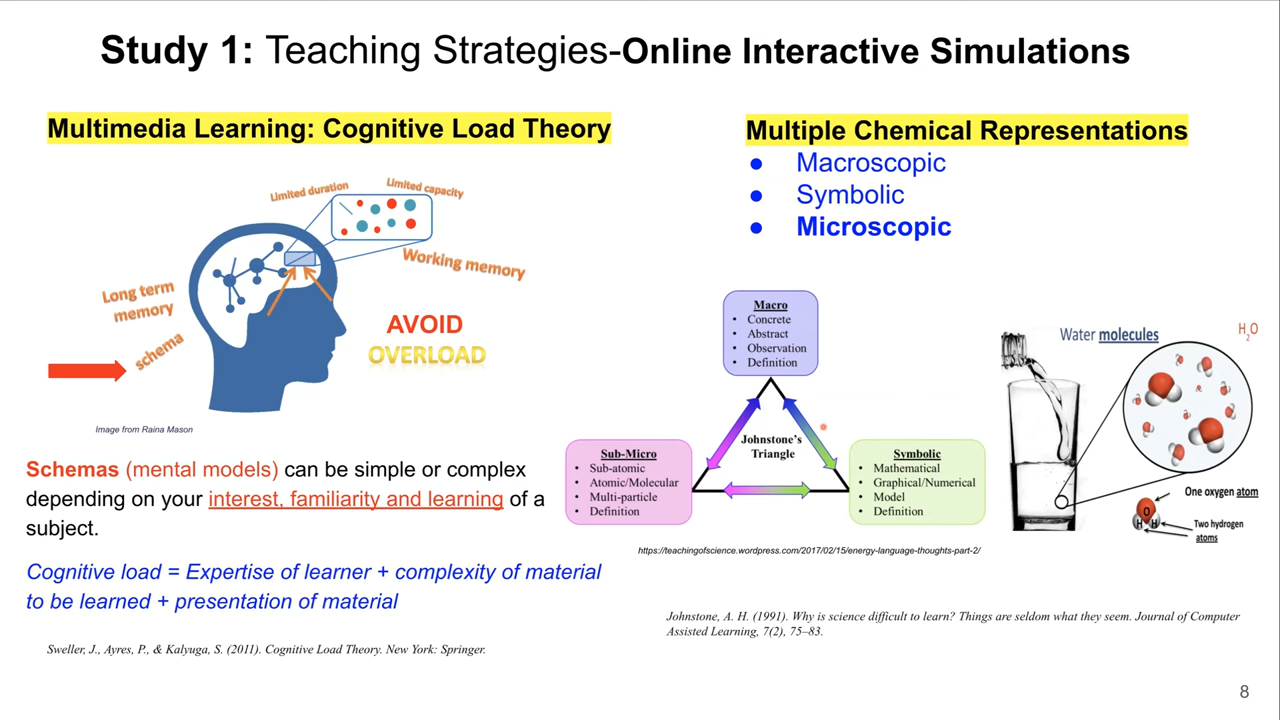 Study 1: Teaching Strategies-Online Interactive Simulations
Multimedia Learning: Cognitive Load Theory
Limited duration
Limited capacity
Working memory
Long term
memory
schema
AVOID
OVERLOAD
Image from Raina Mason
Schemas (mental models) can be simple or complex
depending on your interest, familiarity and learning of a
subject.
Cognitive load = Expertise of learner + complexity of material
to be learned + presentation of material
Sweller, J., Ayres, P., & Kalyuga, S. (2011). Cognitive Load Theory. New York: Springer.
Multiple Chemical Representations
● Macroscopic
● Symbolic
● Microscopic
Macro
• Concrete
• Abstract
• Observation
• Definition
Johnstone's
Triangle
Sub-Micro
• Sub-atomic
• Atomic/Molecular
• Multi-particle
• Definition
Symbolic
• Mathematical
• Graphical/Numerical
• Model
• Definition
https://teachingofscience.wordpress.com/2017/02/15/energy-language-thoughts-part-2/
Water molecules
H2O
One oxygen atom
O
H H
Two hydrogen
atoms
Johnstone, A. H. (1991). Why is science difficult to learn? Things are seldom what they seem. Journal of Computer
Assisted Learning, 7(2), 75–83.
8